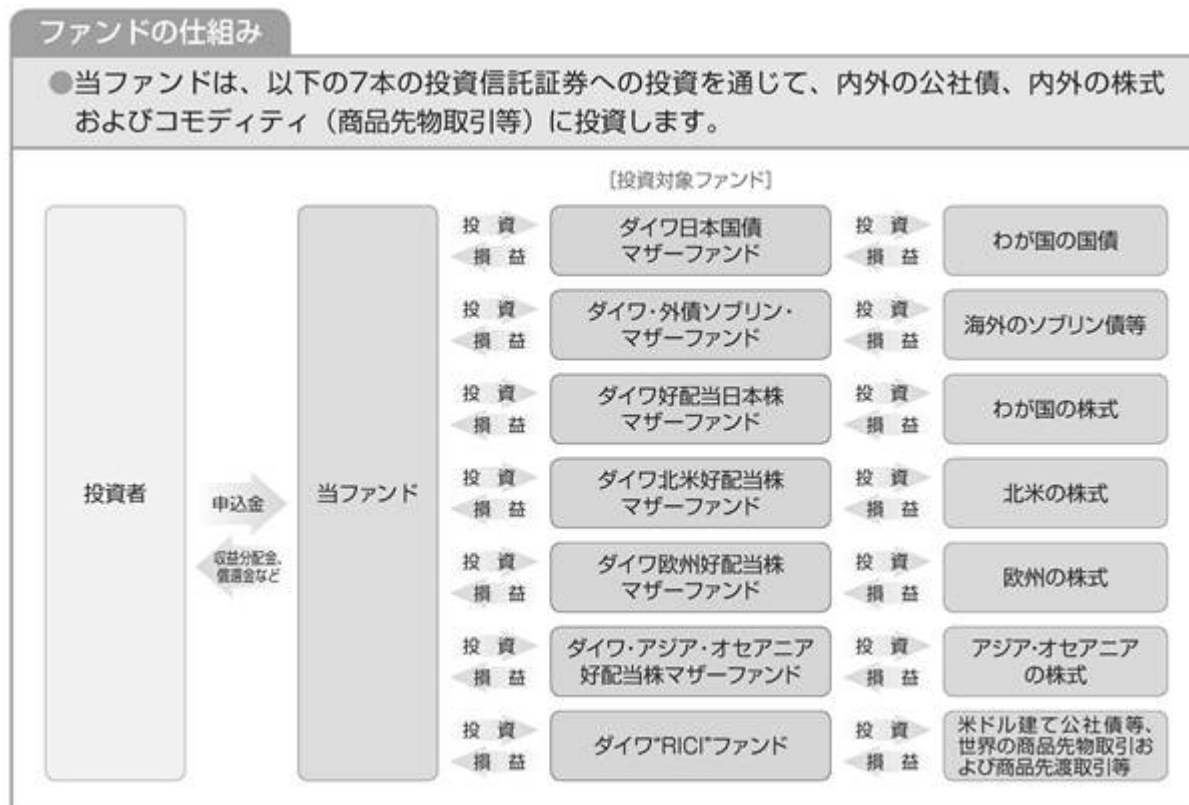 ファンドの仕組み
●当ファンドは、以下の7本の投資信託証券への投資を通じて、内外の公社債、内外の株式
およびコモディティ（商品先物取引等）に投資します。
［投資対象ファンド］
投資者
申込金
収益分配金、
償還金など
当ファンド
投 資
損 益
ダイワ日本国債
マザーファンド
投 資
損 益
わが国の国債
投 資
損 益
ダイワ・外債ソブリン・
マザーファンド
投 資
損 益
海外のソブリン債等
投 資
損 益
ダイワ好配当日本株
マザーファンド
投 資
損 益
わが国の株式
投 資
損 益
ダイワ北米好配当株
マザーファンド
投 資
損 益
北米の株式
投 資
損 益
ダイワ欧州好配当株
マザーファンド
投 資
損 益
欧州の株式
投 資
損 益
ダイワ・アジア・オセアニア
好配当株マザーファンド
投 資
損 益
アジア・オセアニア
の株式
投 資
損 益
ダイワ“RICI”ファンド
投 資
損 益
米ドル建て公社債等、
世界の商品先物取引お
よび商品先渡取引等